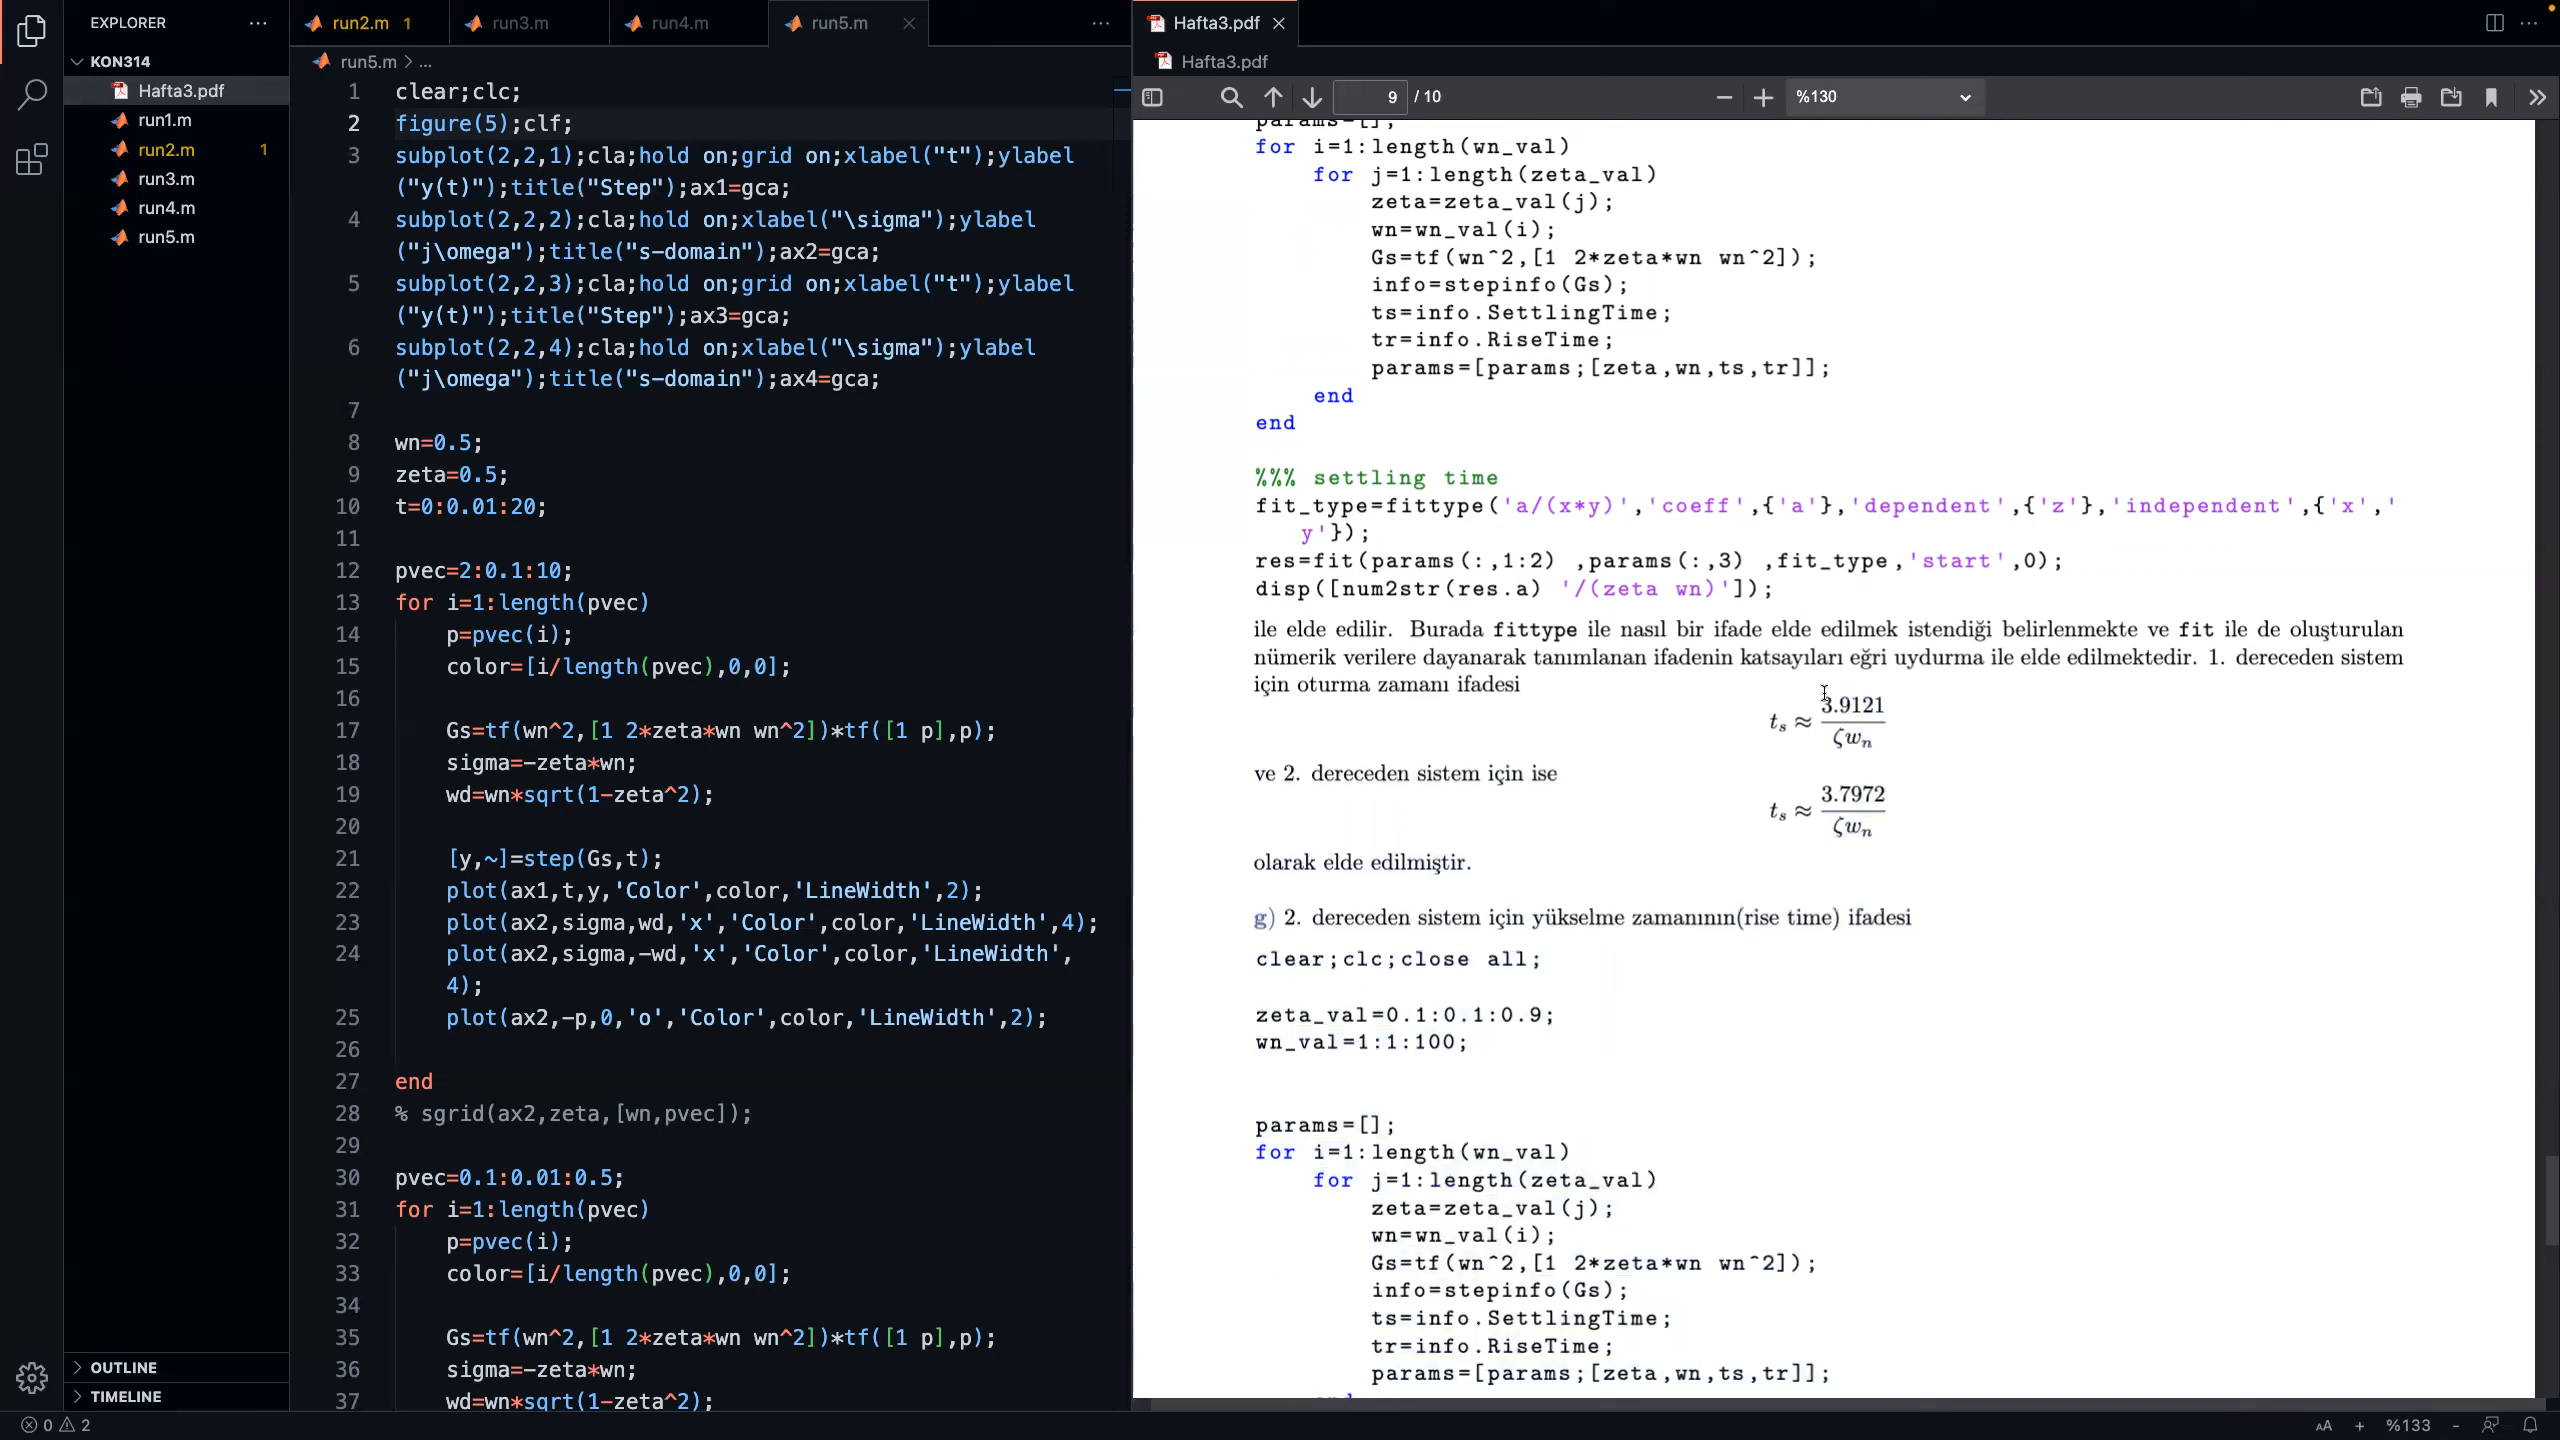 EXPLORER
KON314
Hafta3.pdf
run1.m
run2.m 1
run3.m
run4.m
run5.m
OUTLINE
TIMELINE
run2.m 1
run3.m
run4.m
run5.m
run5.m > ...
1 clear;clc;
2 figure(5);clf;
3 subplot(2,2,1);cla;hold on;grid on;xlabel("t");ylabel
("y(t)");title("Step");ax1=gca;
4 subplot(2,2,2);cla;hold on;xlabel("\sigma");ylabel
("j\omega");title("s-domain");ax2=gca;
5 subplot(2,2,3);cla;hold on;grid on;xlabel("t");ylabel
("y(t)");title("Step");ax3=gca;
6 subplot(2,2,4);cla;hold on;xlabel("\sigma");ylabel
("j\omega");title("s-domain");ax4=gca;
7
8 wn=0.5;
9 zeta=0.5;
10 t=0:0.01:20;
11
12 pvec=2:0.1:10;
13 for i=1:length(pvec)
14 p=pvec(i);
15 color=[i/length(pvec),0,0];
16
17 Gs=tf(wn^2,[1 2*zeta*wn wn^2])*tf([1 p],p);
18 sigma=-zeta*wn;
19 wd=wn*sqrt(1-zeta^2);
20
21 [y,~]=step(Gs,t);
22 plot(ax1,t,y,'Color',color,'LineWidth',2);
23 plot(ax2,sigma,wd,'x','Color',color,'LineWidth',4);
24 plot(ax2,sigma,-wd,'x','Color',color,'LineWidth',
4);
25 plot(ax2,-p,0,'o','Color',color,'LineWidth',2);
26
27 end
28 % sgrid(ax2,zeta,[wn,pvec]);
29
30 pvec=0.1:0.01:0.5;
31 for i=1:length(pvec)
32 p=pvec(i);
33 color=[i/length(pvec),0,0];
34
35 Gs=tf(wn^2,[1 2*zeta*wn wn^2])*tf([1 p],p);
36 sigma=-zeta*wn;
37 wd=wn*sqrt(1-zeta^2);
Hafta3.pdf
Hafta3.pdf
9 / 10
%130
params=[];
for i=1:length(wn_val)
for j=1:length(zeta_val)
zeta=zeta_val(j);
wn=wn_val(i);
Gs=tf(wn^2,[1 2*zeta*wn wn^2]);
info=stepinfo(Gs);
ts=info.SettlingTime;
tr=info.RiseTime;
params=[params;[zeta,wn,ts,tr]];
end
end
%%% settling time
fit_type=fittype('a/(x*y)','coeff',{'a'},'dependent',{'z'},'independent',{'x','
y'});
res=fit(params(:,1:2) ,params(:,3) ,fit_type,'start',0);
disp([num2str(res.a) '/(zeta wn)']);
ile elde edilir. Burada fittype ile nasıl bir ifade elde edilmek istendiği belirlenmekte ve fit ile de oluşturulan
nümerik verilere dayanarak tanımlanan ifadenin katsayıları eğri uydurma ile elde edilmektedir. 1. dereceden sistem
için oturma zamanı ifadesi
t_s ≈ 3.9121 / ζw_n
ve 2. dereceden sistem için ise
t_s ≈ 3.7972 / ζw_n
olarak elde edilmiştir.
g) 2. dereceden sistem için yükselme zamanının(rise time) ifadesi
clear;clc;close all;
zeta_val=0.1:0.1:0.9;
wn_val=1:1:100;
params=[];
for i=1:length(wn_val)
for j=1:length(zeta_val)
zeta=zeta_val(j);
wn=wn_val(i);
Gs=tf(wn^2,[1 2*zeta*wn wn^2]);
info=stepinfo(Gs);
ts=info.SettlingTime;
tr=info.RiseTime;
params=[params;[zeta,wn,ts,tr]];
0 2
AA + %133 -